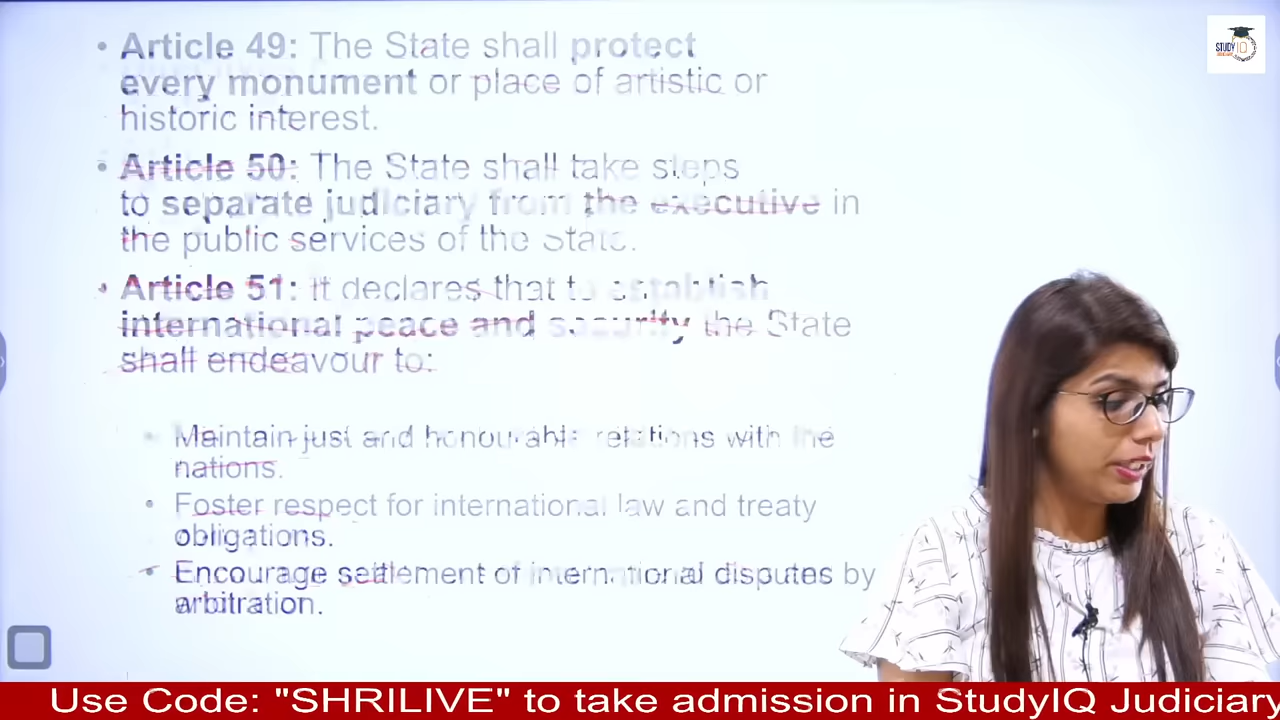 • Article 49: The State shall protect
every monument or place of artistic or
historic interest.
• Article 50: The State shall take steps
to separate judiciary from the executive in
the public services of the State.
• Article 51: It declares that to establish
international peace and security the State
shall endeavour to:
• Maintain just and honourable relations with the
nations.
• Foster respect for international law and treaty
obligations.
• Encourage settlement of international disputes by
arbitration.
STUDY IQ
Use Code: "SHRILIVE" to take admission in StudyIQ Judiciary